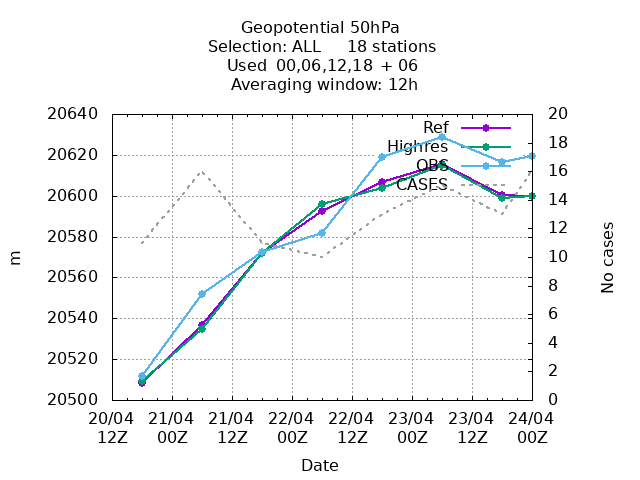 Geopotential 50hPa
Selection: ALL 18 stations
Used 00,06,12,18 + 06
Averaging window: 12h
20640
20620
20600
20580
20560
20540
20520
20500
m
20
18
16
14
12
10
8
6
4
2
0
No cases
Ref
Highres
OBS
CASES
20/04 21/04 21/04 22/04 22/04 23/04 23/04 24/04
12Z 00Z 12Z 00Z 12Z 00Z 12Z 00Z
Date